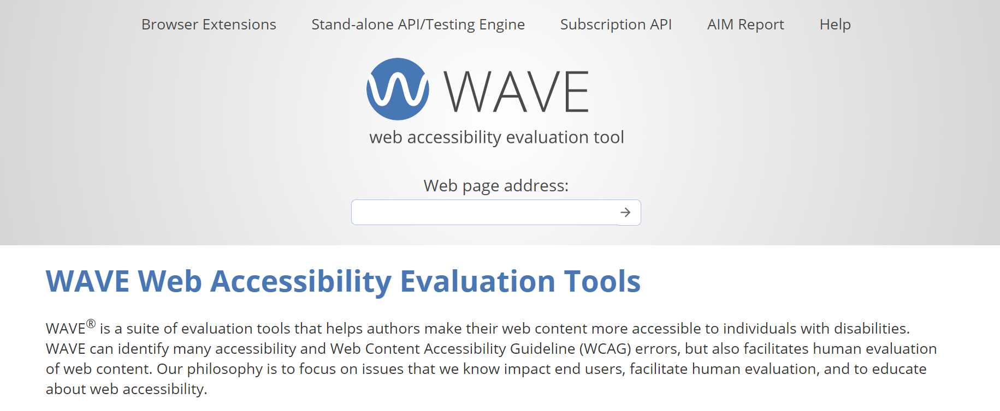 Browser Extensions Stand-alone API/Testing Engine Subscription API AIM Report Help
WAVE
web accessibility evaluation tool
Web page address:
WAVE Web Accessibility Evaluation Tools
WAVE® is a suite of evaluation tools that helps authors make their web content more accessible to individuals with disabilities.
WAVE can identify many accessibility and Web Content Accessibility Guideline (WCAG) errors, but also facilitates human evaluation
of web content. Our philosophy is to focus on issues that we know impact end users, facilitate human evaluation, and to educate
about web accessibility.